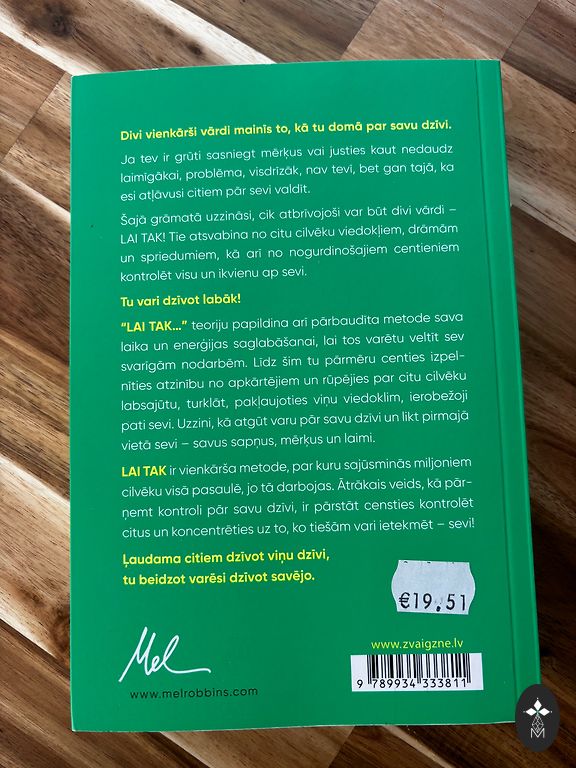 Divi vienkārši vārdi mainīs to, kā tu domā par savu dzīvi.
Ja tev ir grūti sasniegt mērķus vai justies kaut nedaudz
laimīgākai, problēma, visdrīzāk, nav tevī, bet gan tajā, ka
esi atļāvusi citiem pār sevi valdīt.
Šajā grāmatā uzzināsi, cik atbrīvojoši var būt divi vārdi –
LAI TAK! Tie atsvabina no citu cilvēku viedokļiem, drāmām
un spriedumiem, kā arī no nogurdinošajiem centieniem
kontrolēt visu un ikvienu ap sevi.
Tu vari dzīvot labāk!
“LAI TAK...” teoriju papildina arī pārbaudīta metode sava
laika un enerģijas saglabāšanai, lai tos varētu veltīt sev
svarīgām nodarbēm. Līdz šim tu pārmēru centies izpel-
nīties atzinību no apkārtējiem un rūpējies par citu cilvēku
labsajūtu, turklāt, pakļaujoties viņu viedoklim, ierobežoji
pati sevi. Uzzini, kā atgūt varu pār savu dzīvi un likt pirmajā
vietā sevi – savus sapņus, mērķus un laimi.
LAI TAK ir vienkārša metode, par kuru sajūsminās miljoniem
cilvēku visā pasaulē, jo tā darbojas. Ātrākais veids, kā pār-
ņemt kontroli pār savu dzīvi, ir pārstāt censties kontrolēt
citus un koncentrēties uz to, ko tiešām vari ietekmēt – sevi!
Ļaudama citiem dzīvot viņu dzīvi,
tu beidzot varēsi dzīvot savējo.
€19.51
Mel
www.melrobbins.com
www.zvaigzne.lv
9 789934 333811
M